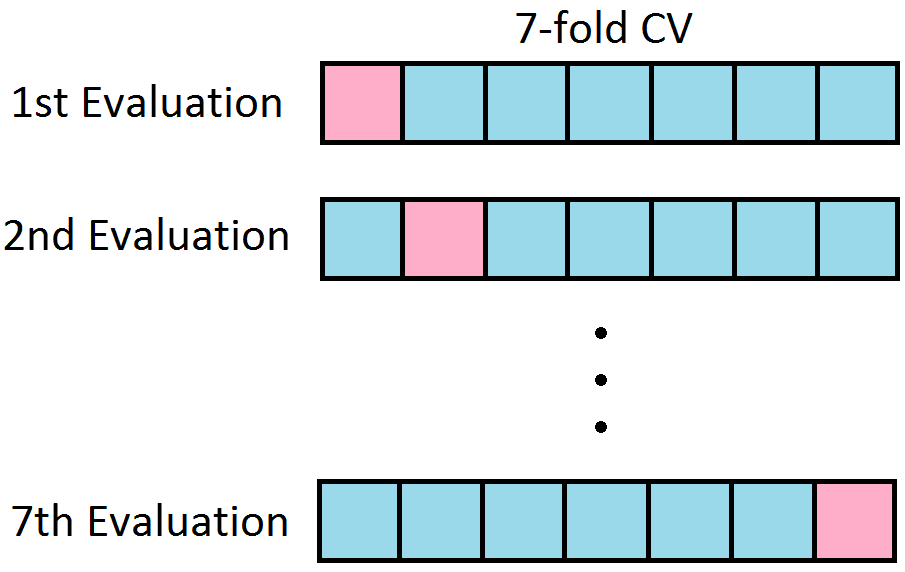 7-fold CV
1st Evaluation
2nd Evaluation
7th Evaluation